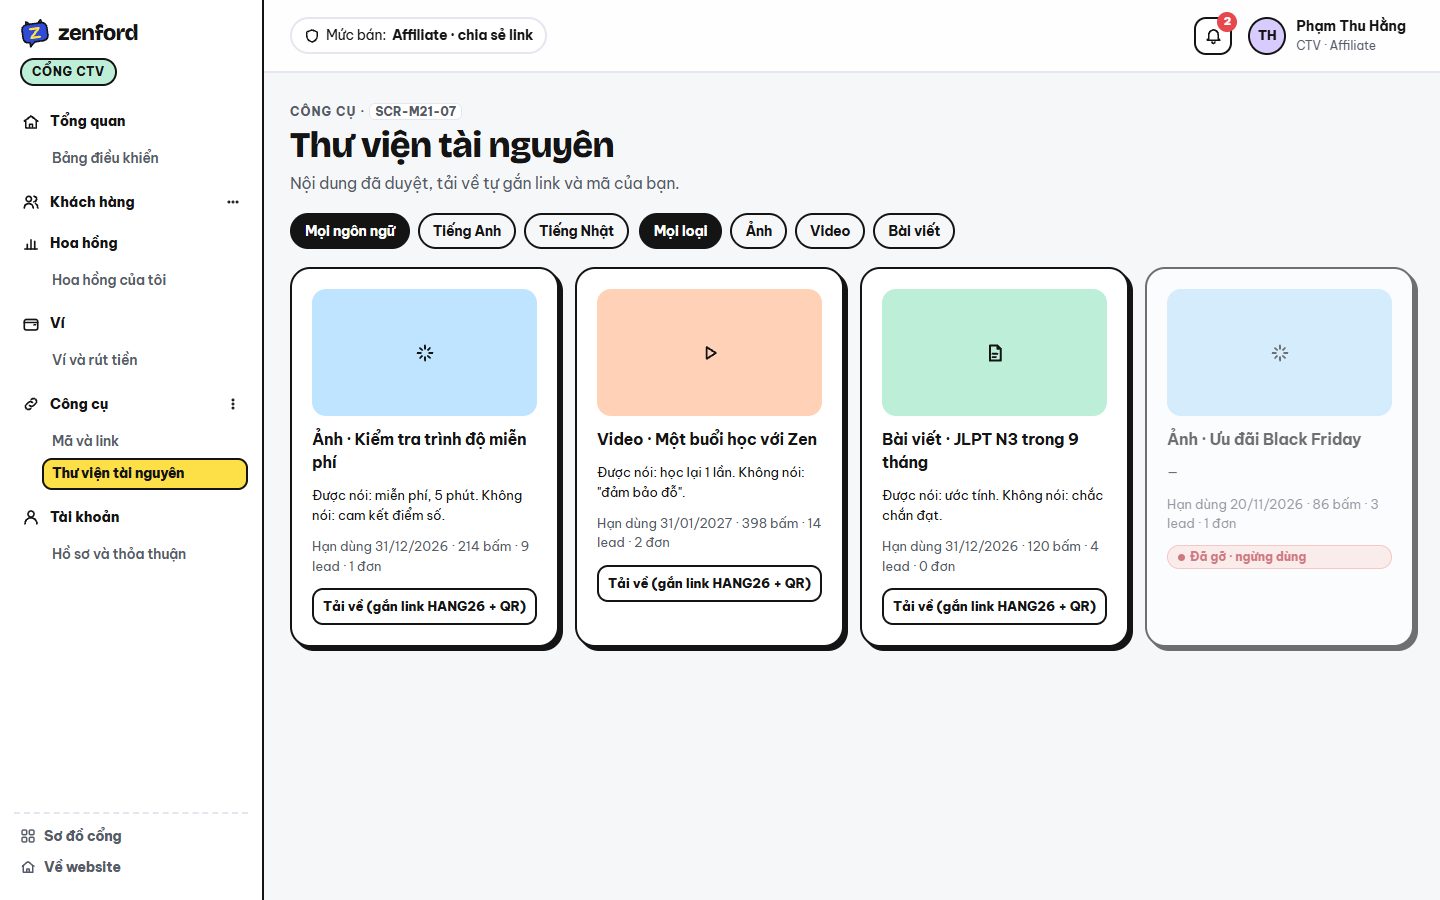 zenford
CỔNG CTV
Tổng quan
Bảng điều khiển
Khách hàng
Hoa hồng
Hoa hồng của tôi
Ví
Ví và rút tiền
Công cụ
Mã và link
Thư viện tài nguyên
Tài khoản
Hồ sơ và thỏa thuận
Sơ đồ cổng
Về website
Mức bán: Affiliate · chia sẻ link
2
TH
Phạm Thu Hằng
CTV · Affiliate
CÔNG CỤ · SCR-M21-07
Thư viện tài nguyên
Nội dung đã duyệt, tải về tự gắn link và mã của bạn.
Mọi ngôn ngữ Tiếng Anh Tiếng Nhật Mọi loại Ảnh Video Bài viết
Ảnh · Kiểm tra trình độ miễn
phí
Được nói: miễn phí, 5 phút. Không
nói: cam kết điểm số.
Hạn dùng 31/12/2026 · 214 bấm · 9
lead · 1 đơn
Tải về (gắn link HANG26 + QR)
Video · Một buổi học với Zen
Được nói: học lại 1 lần. Không nói:
"đảm bảo đỗ".
Hạn dùng 31/01/2027 · 398 bấm · 14
lead · 2 đơn
Tải về (gắn link HANG26 + QR)
Bài viết · JLPT N3 trong 9
tháng
Được nói: ước tính. Không nói: chắc
chắn đạt.
Hạn dùng 31/12/2026 · 120 bấm · 4
lead · 0 đơn
Tải về (gắn link HANG26 + QR)
Ảnh · Ưu đãi Black Friday
—
Hạn dùng 20/11/2026 · 86 bấm · 3
lead · 1 đơn
Đã gỡ · ngừng dùng